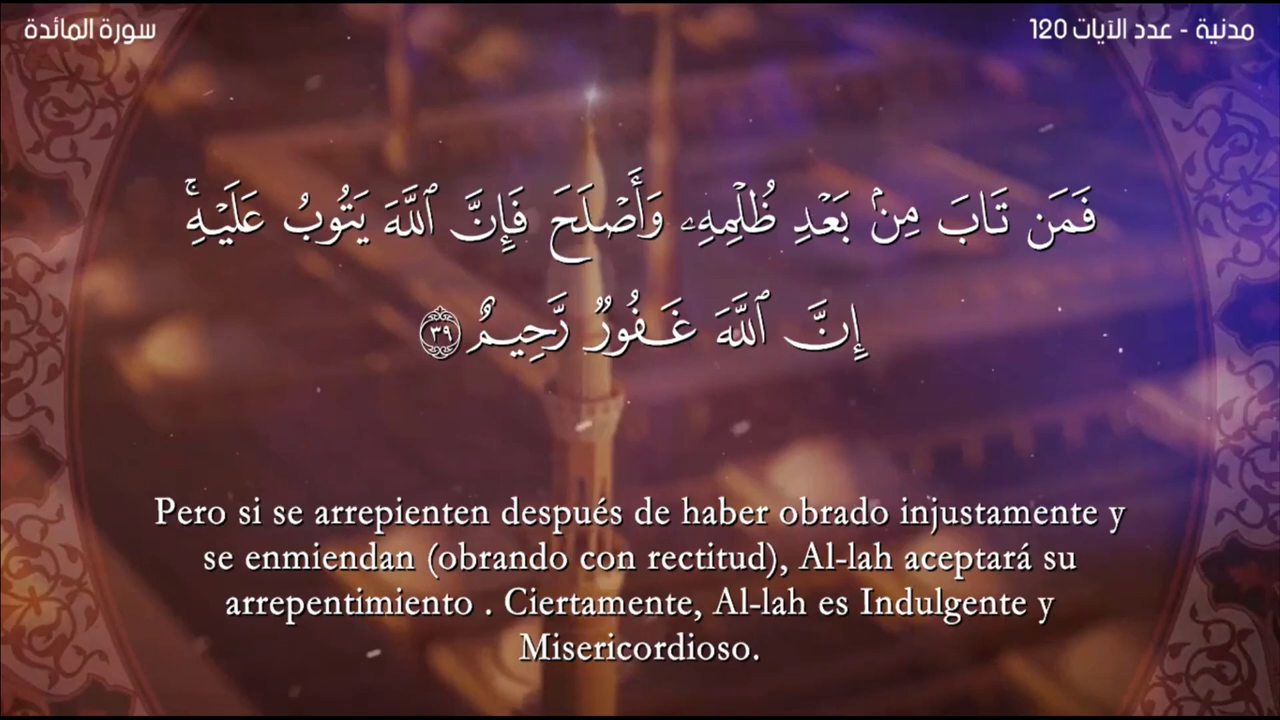 سورة المائدة
مدنية - عدد الآيات 120
فَمَن تَابَ مِنۢ بَعْدِ ظُلْمِهِۦ وَأَصْلَحَ فَإِنَّ ٱللَّهَ يَتُوبُ عَلَيْهِۚ
إِنَّ ٱللَّهَ غَفُورٌ رَّحِيمٌ ٣٩
Pero si se arrepienten después de haber obrado injustamente y
se enmiendan (obrando con rectitud), Al-lah aceptará su
arrepentimiento . Ciertamente, Al-lah es Indulgente y
Misericordioso.